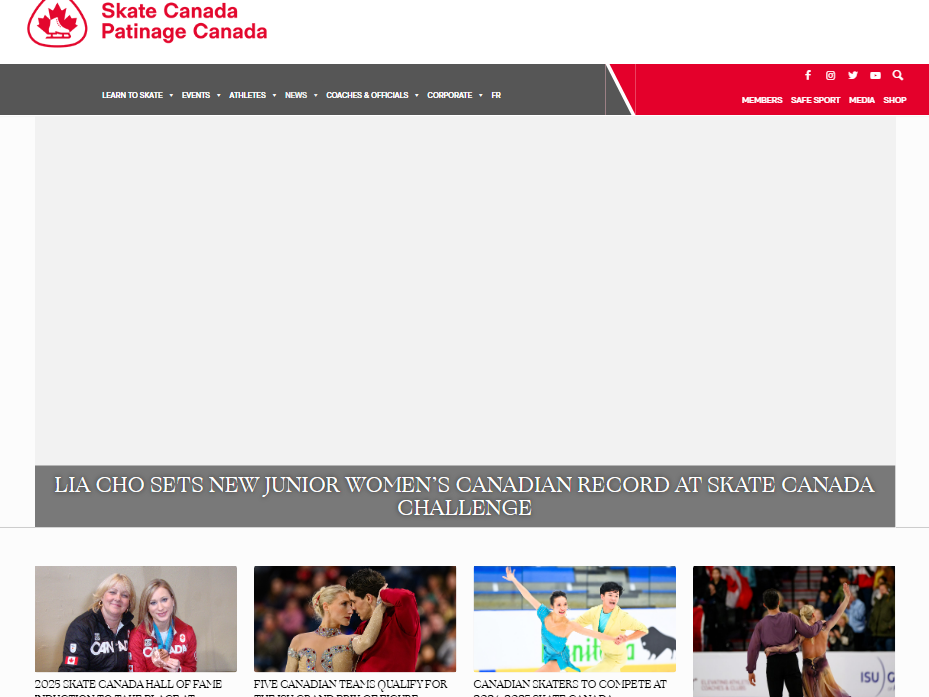 Skate Canada
Patinage Canada
LEARN TO SKATE EVENTS ATHLETES NEWS COACHES & OFFICIALS CORPORATE FR
MEMBERS SAFE SPORT MEDIA SHOP
LIA CHO SETS NEW JUNIOR WOMEN'S CANADIAN RECORD AT SKATE CANADA
CHALLENGE
CANADA
ISU
2025 SKATE CANADA HALL OF FAME
INDUCTION TO TAKE PLACE AT
FIVE CANADIAN TEAMS QUALIFY FOR
THE ISU GRAND PRIX OF FIGURE
CANADIAN SKATERS TO COMPETE AT
2024-2025 SKATE CANADA